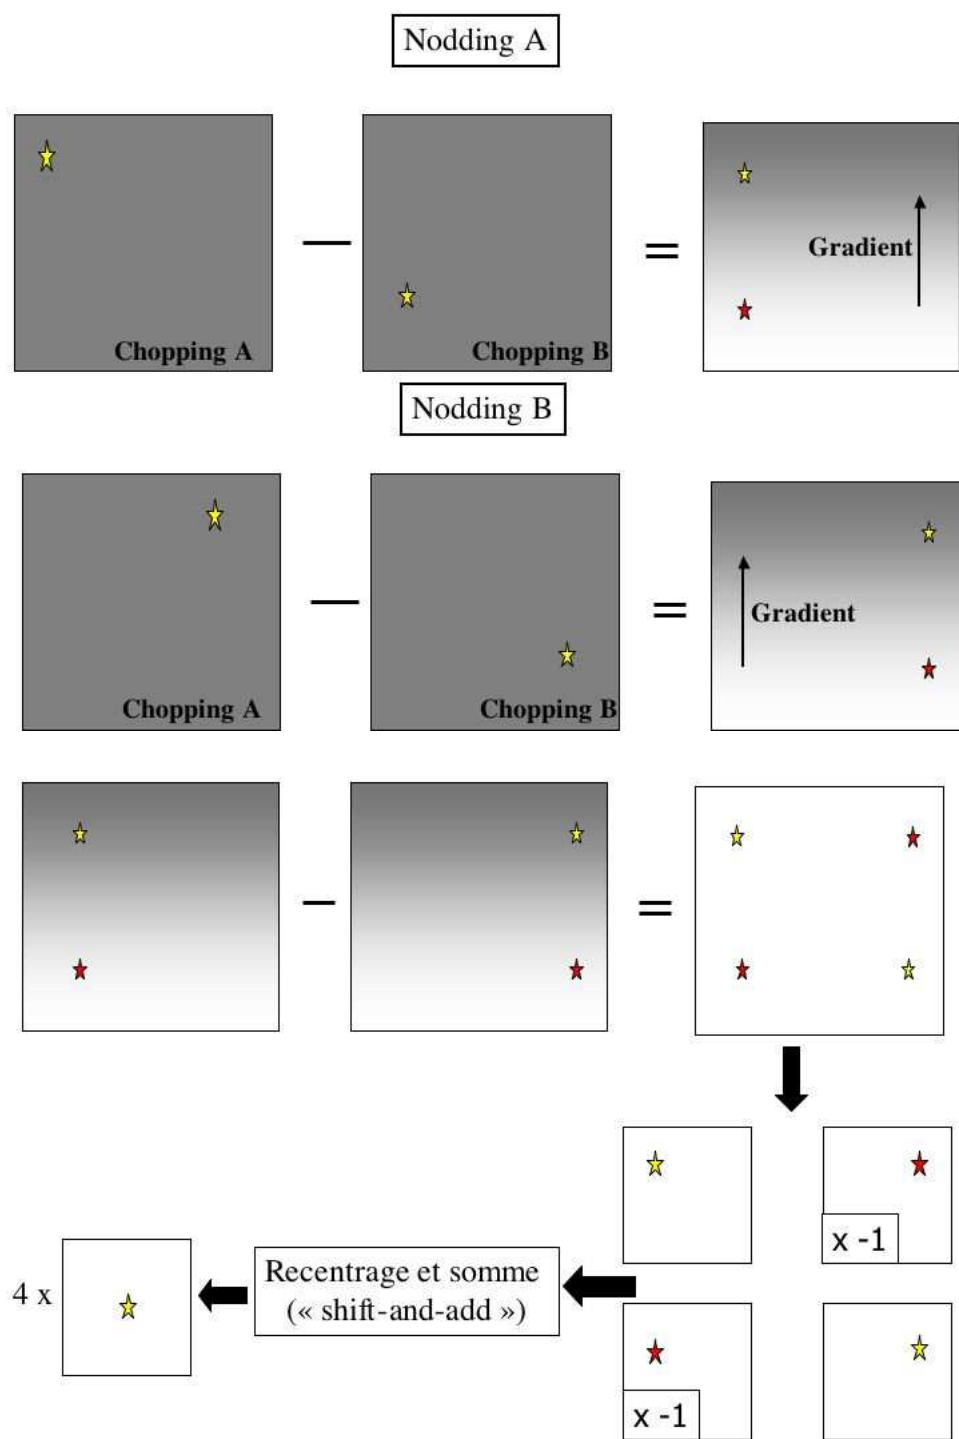 Nodding A
Gradient
Chopping A
Chopping B
Nodding B
Gradient
Chopping A
Chopping B
x -1
4 x
Recentrage et somme
(« shift-and-add »)
x -1